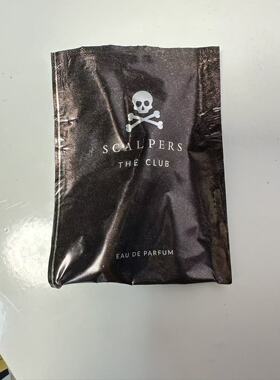 SCALPERS
THE CLUB
EAU DE PARFUM